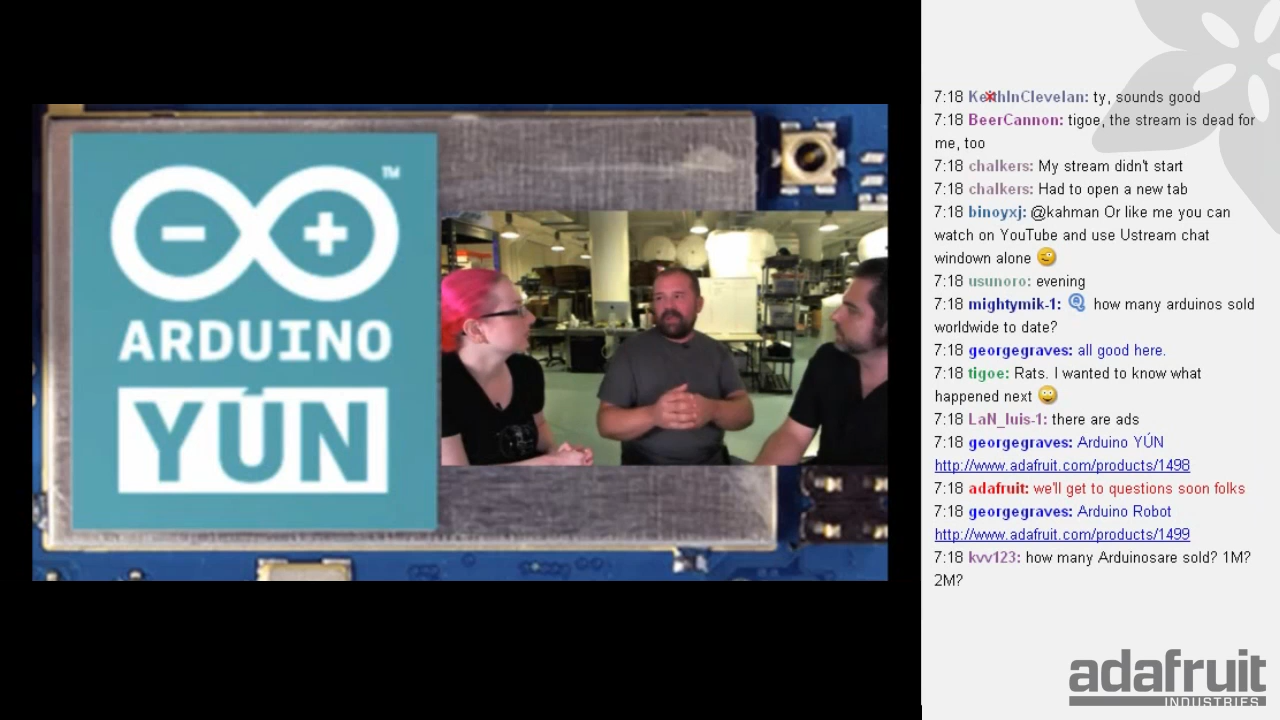 ™
ARDUINO
YÚN
7:18 KeithInClevelan: ty, sounds good
7:18 BeerCannon: tigoe, the stream is dead for
me, too
7:18 chalkers: My stream didn't start
7:18 chalkers: Had to open a new tab
7:18 binoyxj: @kahman Or like me you can
watch on YouTube and use Ustream chat
windown alone
7:18 usunoro: evening
7:18 mightymik-1: how many arduinos sold
worldwide to date?
7:18 georgegraves: all good here.
7:18 tigoe: Rats. I wanted to know what
happened next
7:18 LaN_luis-1: there are ads
7:18 georgegraves: Arduino YÚN
http://www.adafruit.com/products/1498
7:18 adafruit: we'll get to questions soon folks
7:18 georgegraves: Arduino Robot
http://www.adafruit.com/products/1499
7:18 kvv123: how many Arduinosare sold? 1M?
2M?
adafruit
INDUSTRIES